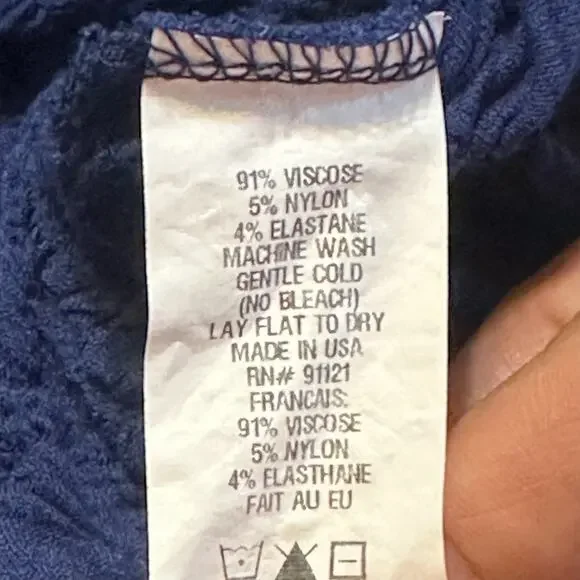 91% VISCOSE
5% NYLON
4% ELASTANE
MACHINE WASH
GENTLE COLD
(NO BLEACH)
LAY FLAT TO DRY
MADE IN USA
RN# 91121
FRANCAIS:
91% VISCOSE
5% NYLON
4% ELASTHANE
FAIT AU EU